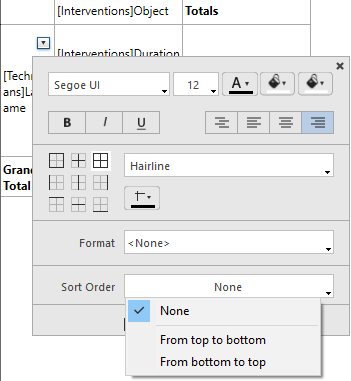 [Interventions]Object Totals
[Interventions]Duration
[Techn
ans]La
ame
Gran
Total
Segoe UI 12 A
B I U
Hairline
Format <None>
Sort Order None
None
From top to bottom
From bottom to top